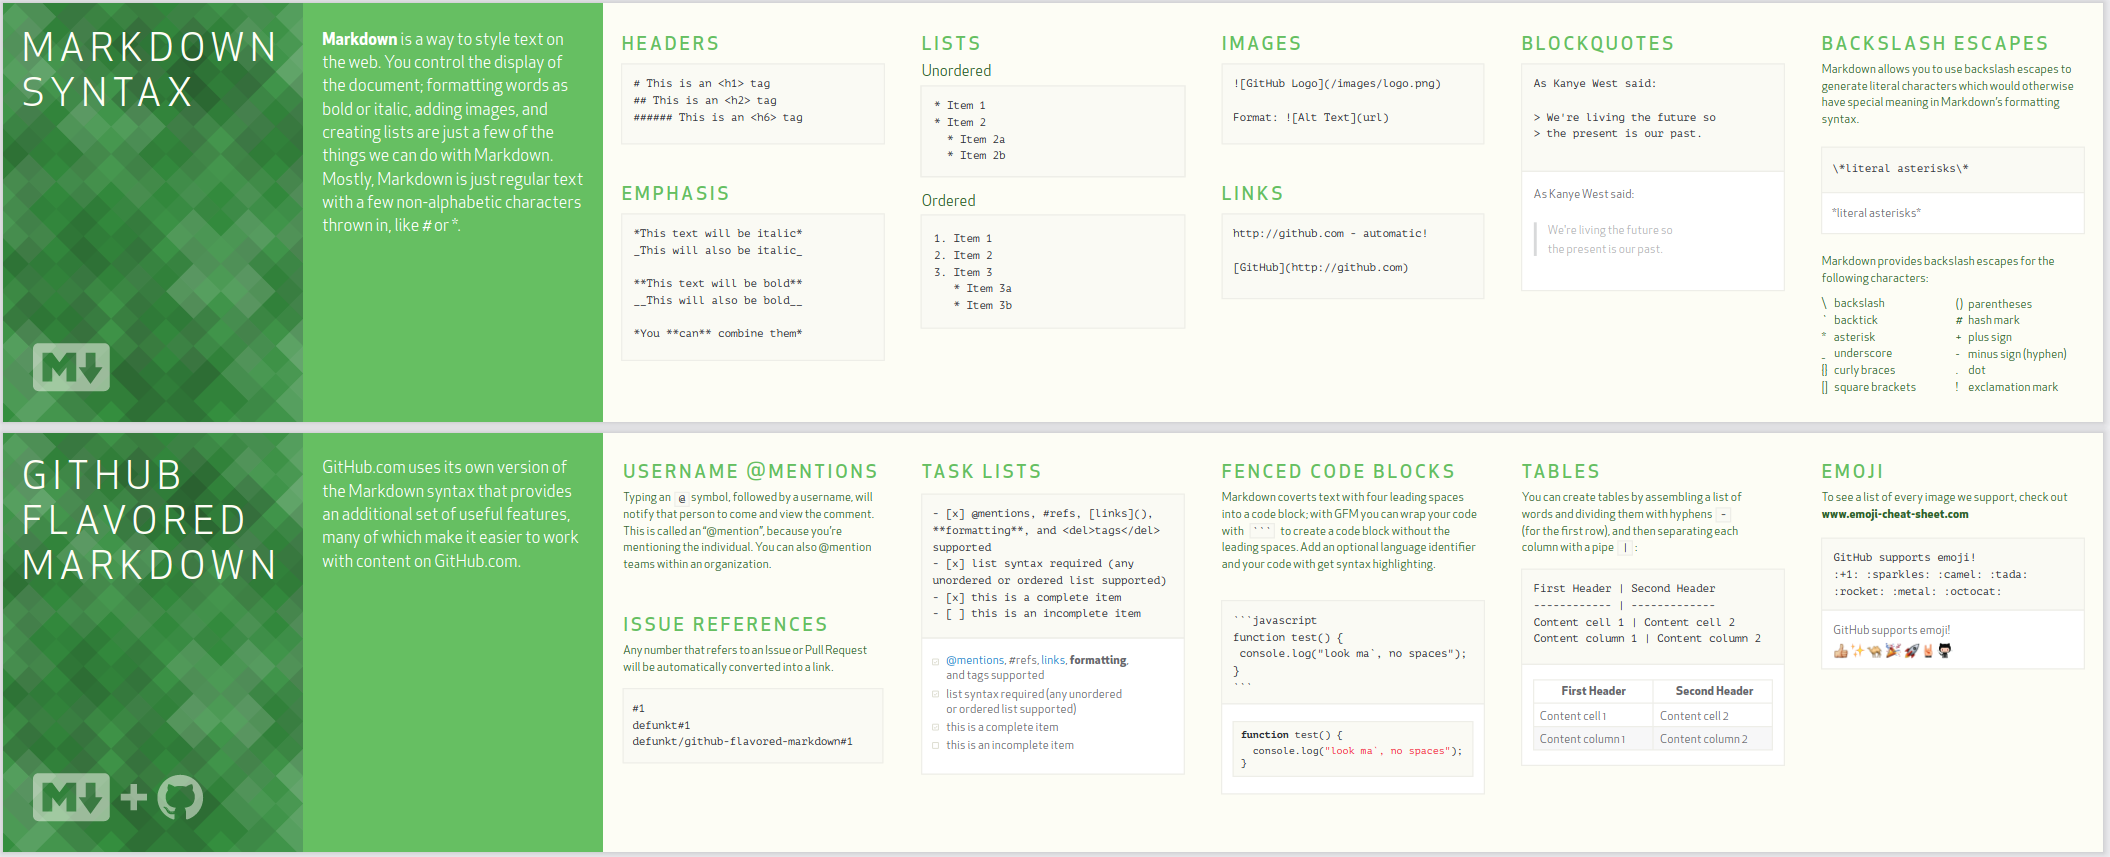 MARKDOWN
SYNTAX
Markdown is a way to style text on
the web. You control the display of
the document; formatting words as
bold or italic, adding images, and
creating lists are just a few of the
things we can do with Markdown.
Mostly, Markdown is just regular text
with a few non-alphabetic characters
thrown in, like # or *.
HEADERS
# This is an <h1> tag
## This is an <h2> tag
###### This is an <h6> tag
EMPHASIS
*This text will be italic*
_This will also be italic_
**This text will be bold**
__This will also be bold__
*You **can** combine them*
LISTS
Unordered
* Item 1
* Item 2
  * Item 2a
  * Item 2b
Ordered
1. Item 1
2. Item 2
3. Item 3
   * Item 3a
   * Item 3b
IMAGES
![GitHub Logo](/images/logo.png)
Format: ![Alt Text](url)
LINKS
http://github.com - automatic!
[GitHub](http://github.com)
BLOCKQUOTES
As Kanye West said:
> We're living the future so
> the present is our past.
As Kanye West said:
We're living the future so
the present is our past.
BACKSLASH ESCAPES
Markdown allows you to use backslash escapes to
generate literal characters which would otherwise
have special meaning in Markdown's formatting
syntax.
\*literal asterisks\*
*literal asterisks*
Markdown provides backslash escapes for the
following characters:
\ backslash
` backtick
* asterisk
_ underscore
{} curly braces
[] square brackets
() parentheses
# hash mark
+ plus sign
- minus sign (hyphen)
. dot
! exclamation mark
M
GITHUB
FLAVORED
MARKDOWN
GitHub.com uses its own version of
the Markdown syntax that provides
an additional set of useful features,
many of which make it easier to work
with content on GitHub.com.
USERNAME @MENTIONS
Typing an @ symbol, followed by a username, will
notify that person to come and view the comment.
This is called an “@mention”, because you're
mentioning the individual. You can also @mention
teams within an organization.
ISSUE REFERENCES
Any number that refers to an Issue or Pull Request
will be automatically converted into a link.
#1
defunkt#1
defunkt/github-flavored-markdown#1
TASK LISTS
- [x] @mentions, #refs, [links](),
**formatting**, and <del>tags</del>
supported
- [x] list syntax required (any
unordered or ordered list supported)
- [x] this is a complete item
- [ ] this is an incomplete item
@mentions, #refs, links, formatting,
and tags supported
list syntax required (any unordered
or ordered list supported)
this is a complete item
this is an incomplete item
FENCED CODE BLOCKS
Markdown coverts text with four leading spaces
into a code block; with GFM you can wrap your code
with ``` to create a code block without the
leading spaces. Add an optional language identifier
and your code with get syntax highlighting.
```javascript
function test() {
 console.log("look ma`, no spaces");
}
```
function test() {
  console.log("look ma`, no spaces");
}
TABLES
You can create tables by assembling a list of
words and dividing them with hyphens -
(for the first row), and then separating each
column with a pipe | :
First Header | Second Header
------------ | -------------
Content cell 1 | Content cell 2
Content column 1 | Content column 2
First Header Second Header
Content cell 1 Content cell 2
Content column 1 Content column 2
EMOJI
To see a list of every image we support, check out
www.emoji-cheat-sheet.com
GitHub supports emoji!
:+1: :sparkles: :camel: :tada:
:rocket: :metal: :octocat:
GitHub supports emoji!
M +